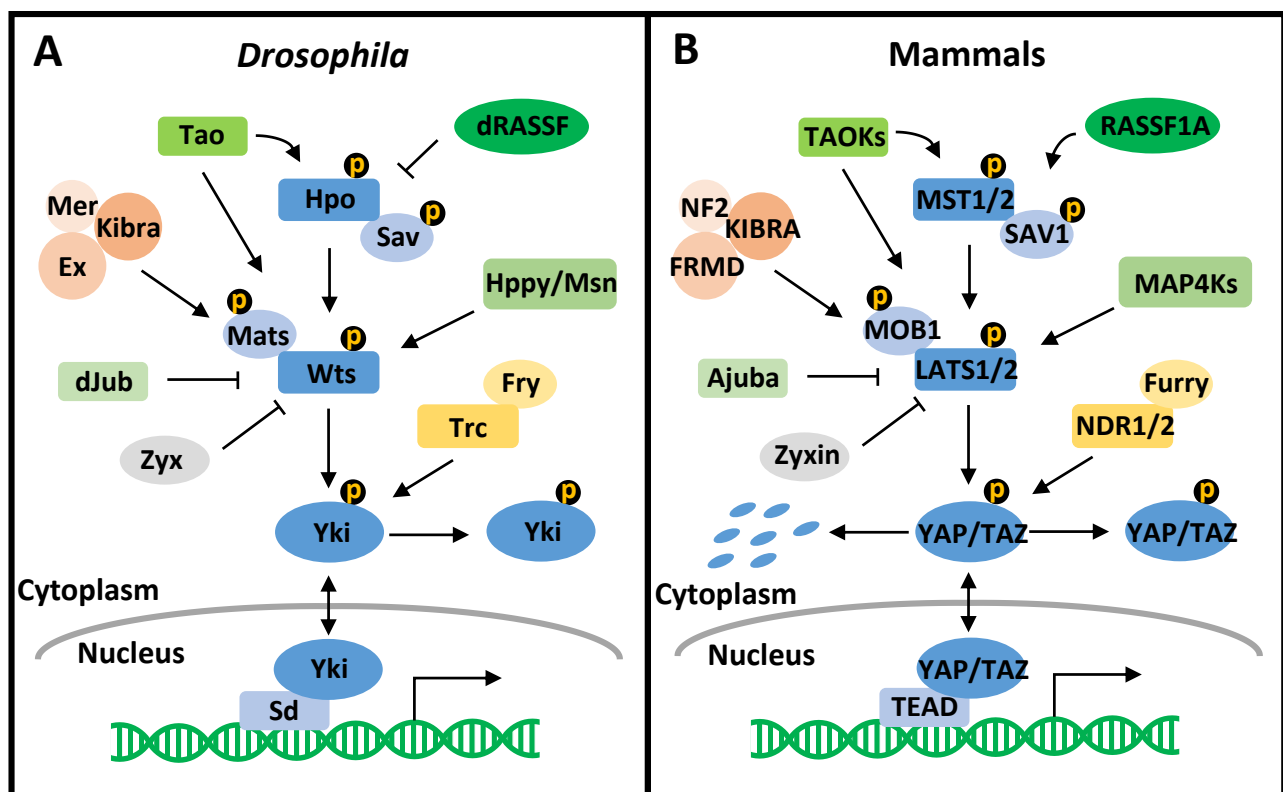 A
Drosophila
Tao
dRASSF
p
Hpo
p
Sav
Mer
Kibra
Ex
Hppy/Msn
p
Mats
p
Wts
dJub
Fry
Trc
Zyx
p
Yki
p
Yki
Cytoplasm
Nucleus
Yki
Sd
B
Mammals
TAOKs
RASSF1A
p
MST1/2
p
SAV1
NF2
KIBRA
FRMD
MAP4Ks
p
MOB1
p
LATS1/2
Ajuba
Furry
NDR1/2
Zyxin
p
YAP/TAZ
p
YAP/TAZ
Cytoplasm
Nucleus
YAP/TAZ
TEAD